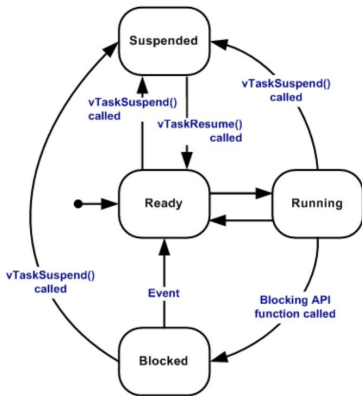 Suspended
vTaskSuspend()
called
vTaskSuspend()
called
vTaskResume()
called
Ready
Running
vTaskSuspend()
called
Event
Blocking API
function called
Blocked